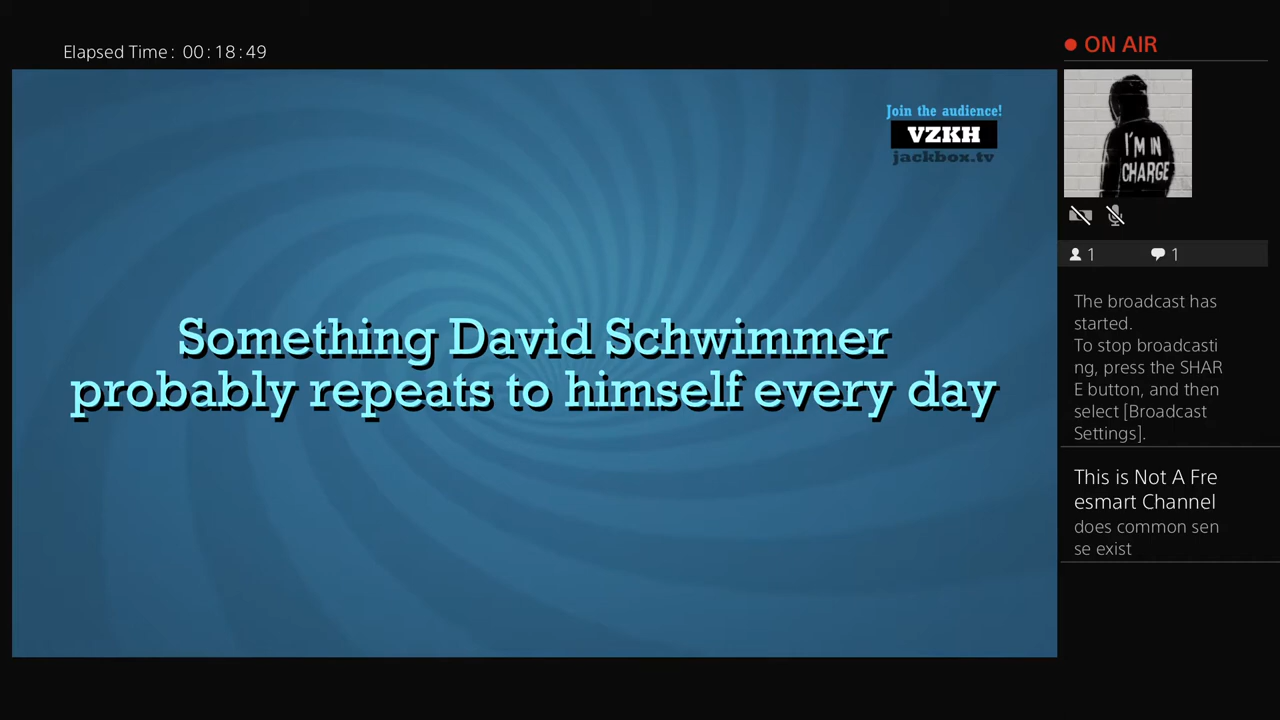 Elapsed Time: 00:18:49
ON AIR
Join the audience!
VZKH
jackbox.tv
I'M IN
CHARGE
1
1
Something David Schwimmer
probably repeats to himself every day
The broadcast has
started.
To stop broadcasti
ng, press the SHAR
E button, and then
select [Broadcast
Settings].
This is Not A Fre
esmart Channel
does common sen
se exist